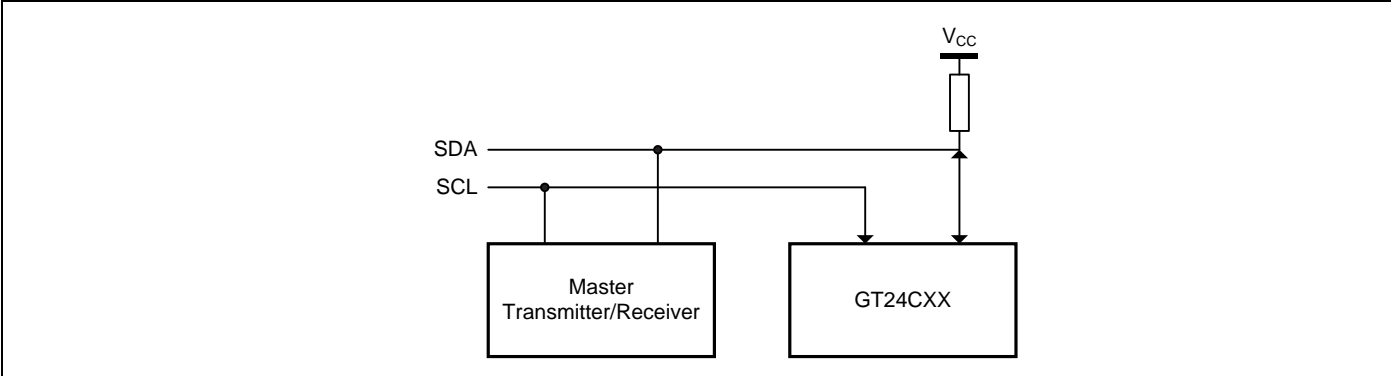 VCC
SDA
SCL
Master
Transmitter/Receiver
GT24CXX